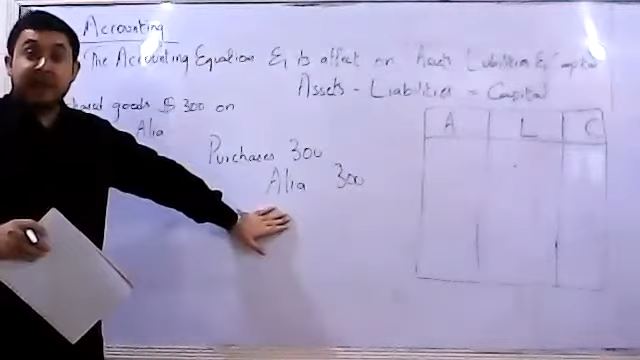 Accounting
The Accounting Equation & its affect on Assets Liabilities & Capital
Assets - Liabilities = Capital
goods $ 300 on
Alia
Purchases 300
Alia 300
A L C